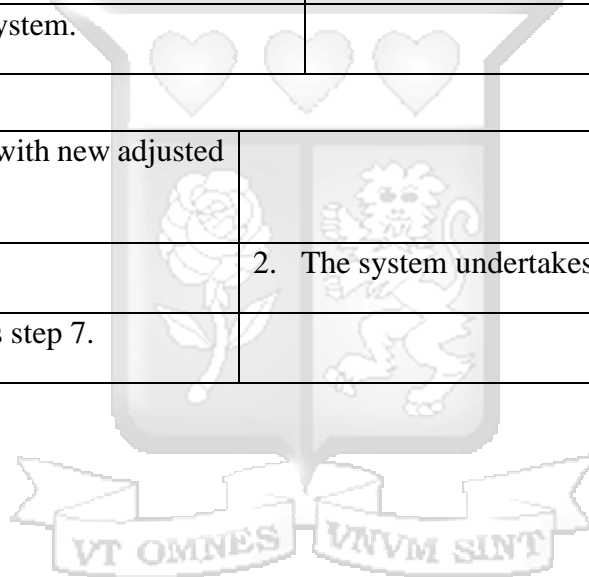 ystem.
with new adjusted
2. The system undertakes
s step 7.
VT OMNES VNVM SINT